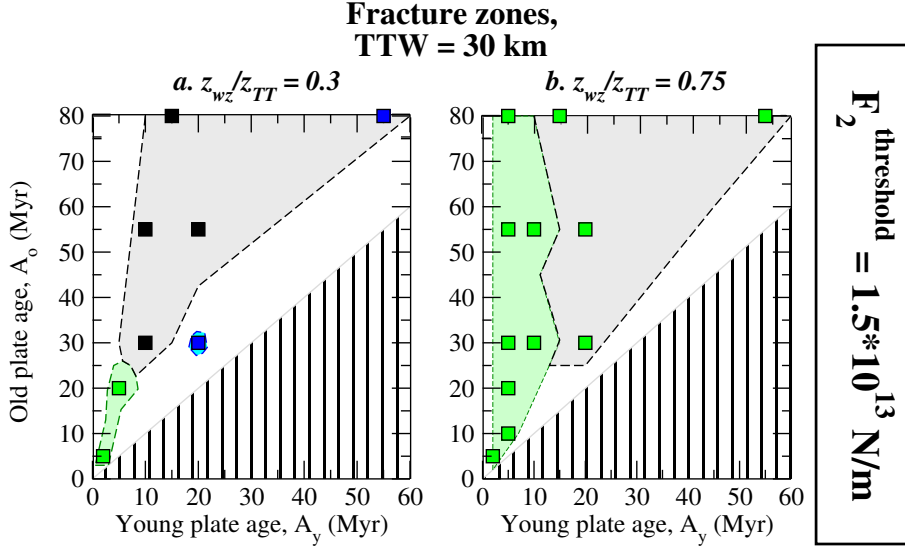 Fracture zones,
TTW = 30 km
a. z_wz/z_TT = 0.3
b. z_wz/z_TT = 0.75
Old plate age, A_o (Myr)
80
70
60
50
40
30
20
10
0
0 10 20 30 40 50 60
Young plate age, A_y (Myr)
80
70
60
50
40
30
20
10
0
0 10 20 30 40 50 60
Young plate age, A_y (Myr)
F_2^threshold = 1.5*10^13 N/m